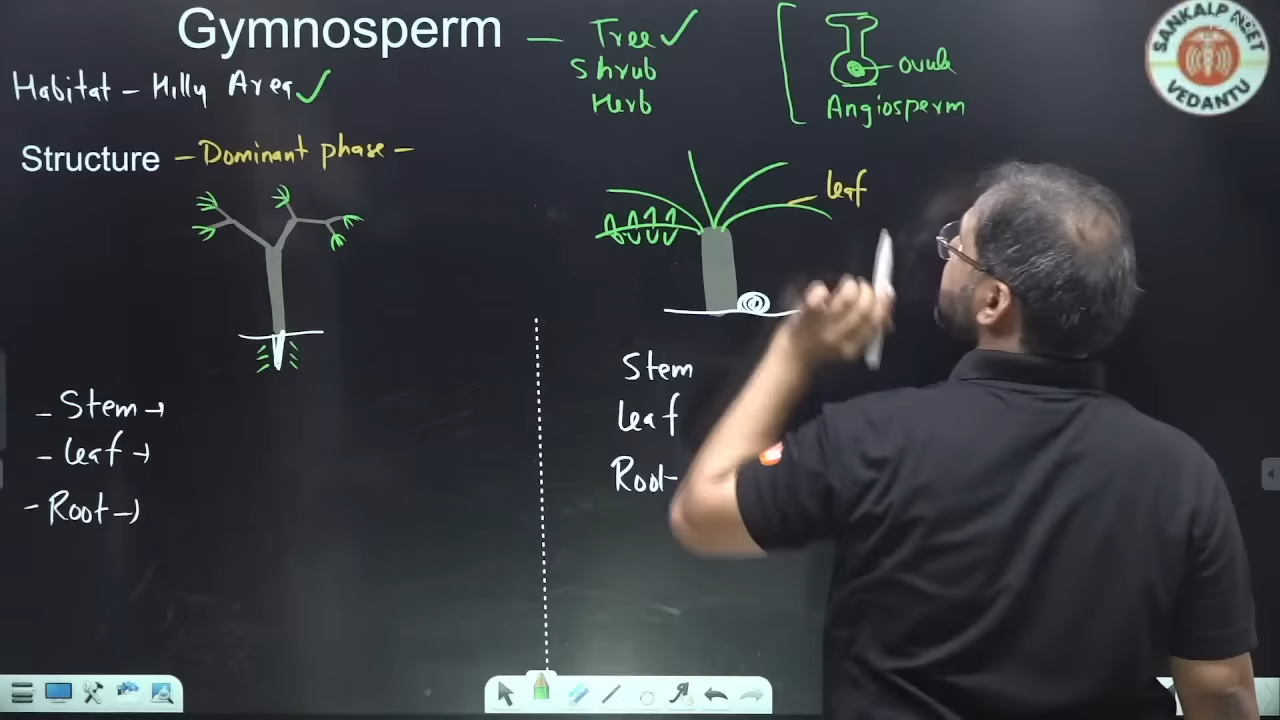 Gymnosperm – Tree ✓
Shrub
Herb
ovule
Angiosperm
Habitat – Hilly Area ✓
Structure – Dominant phase –
leaf
– Stem →
– leaf →
– Root →
Stem
leaf
Root
SANKALP NEET
VEDANTU